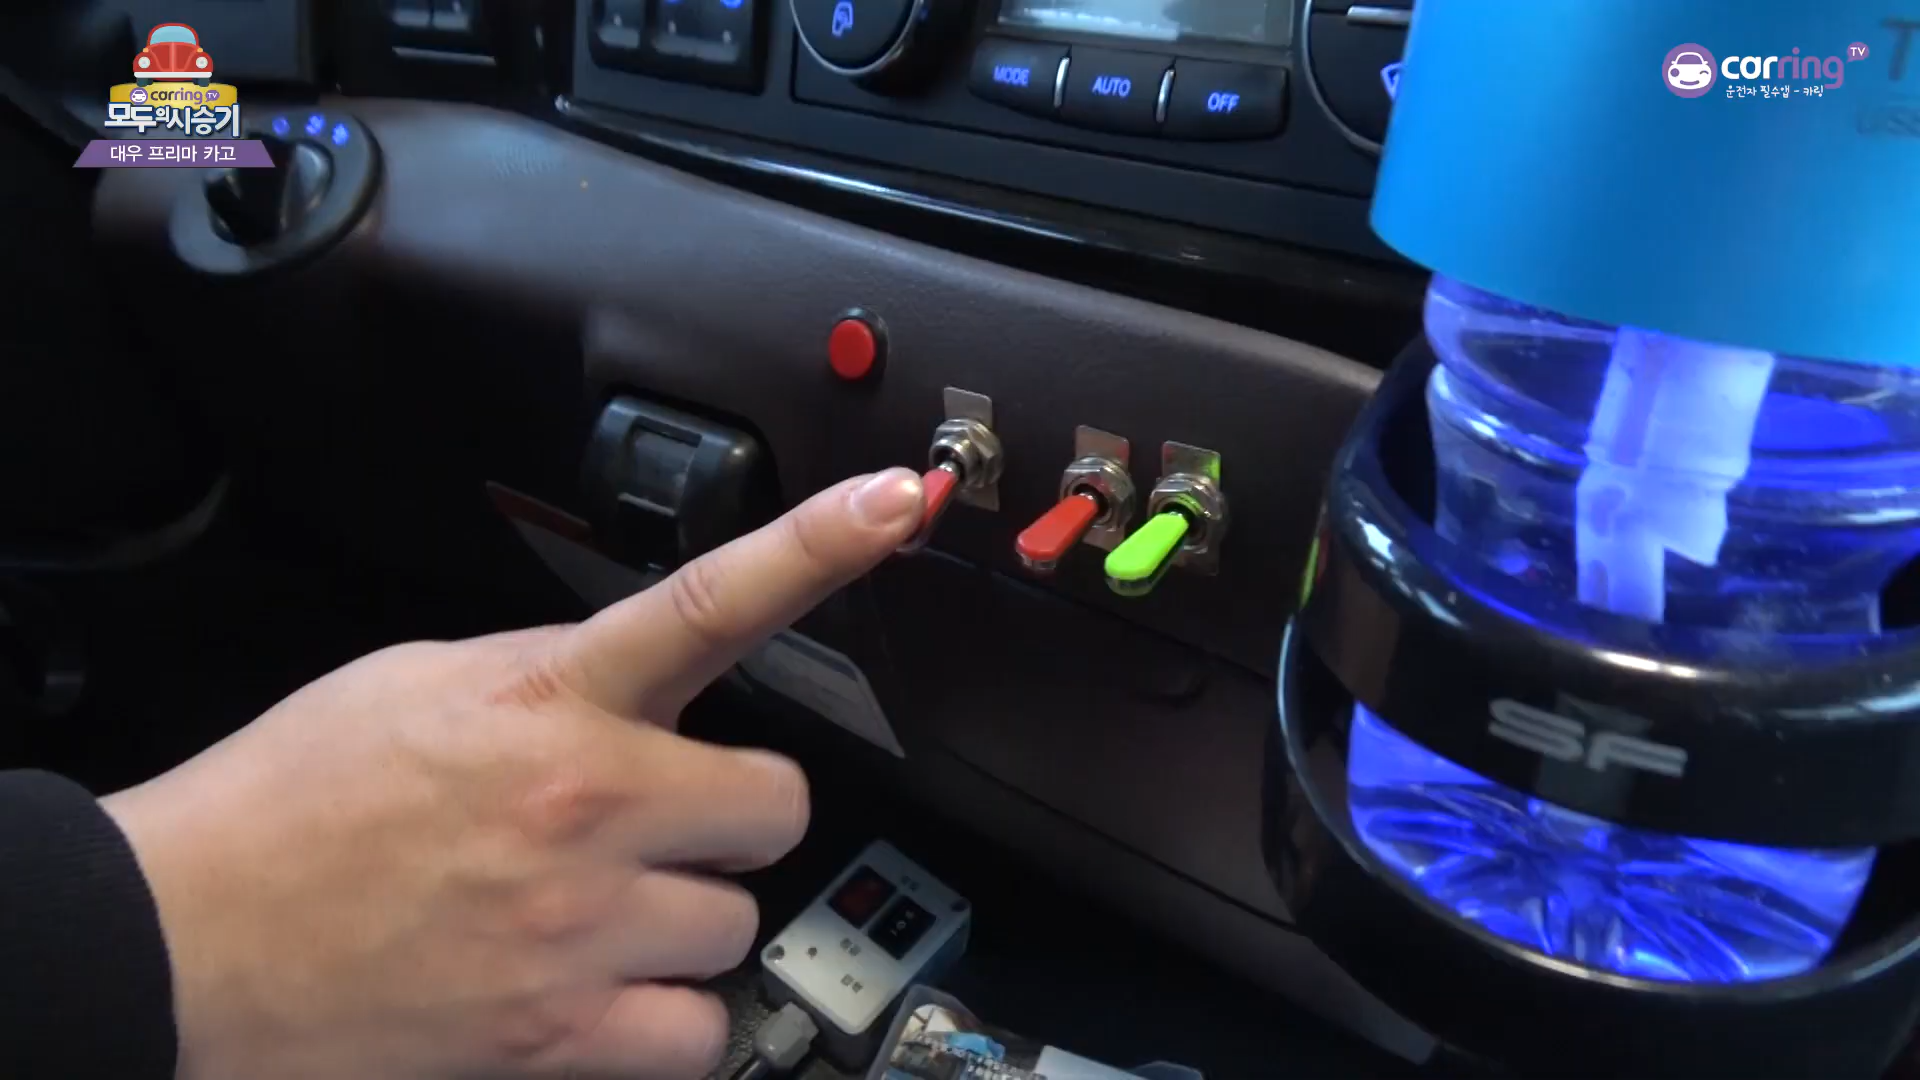 carring TV
모두의시승기
대우 프리마 카고
carring TV
운전자 필수앱 - 카링
MODE
AUTO
OFF
SF